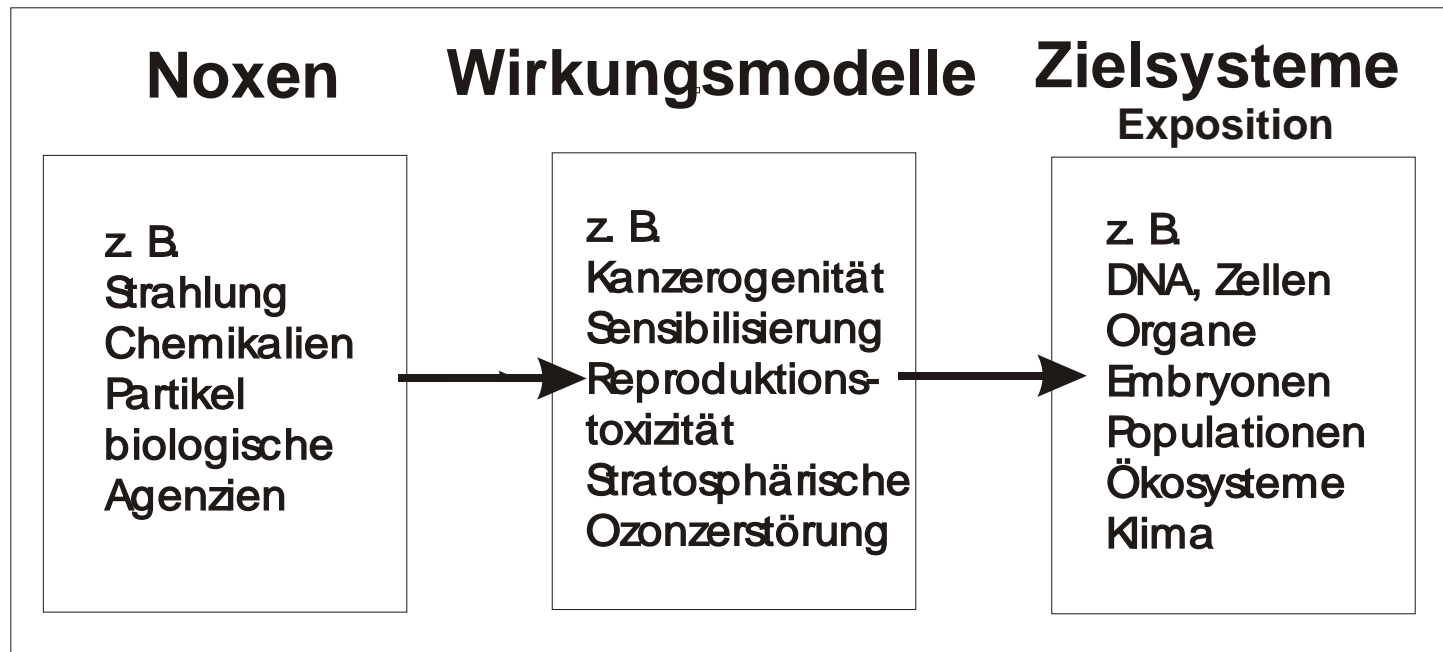 Noxen
z. B.
Strahlung
Chemikalien
Partikel
biologische
Agenzien
Wirkungsmodelle
z. B.
Kanzerogenität
Sensibilisierung
Reproduktions-
toxizität
Stratosphärische
Ozonzerstörung
Zielsysteme
Exposition
z. B.
DNA, Zellen
Organe
Embryonen
Populationen
Ökosysteme
Klima